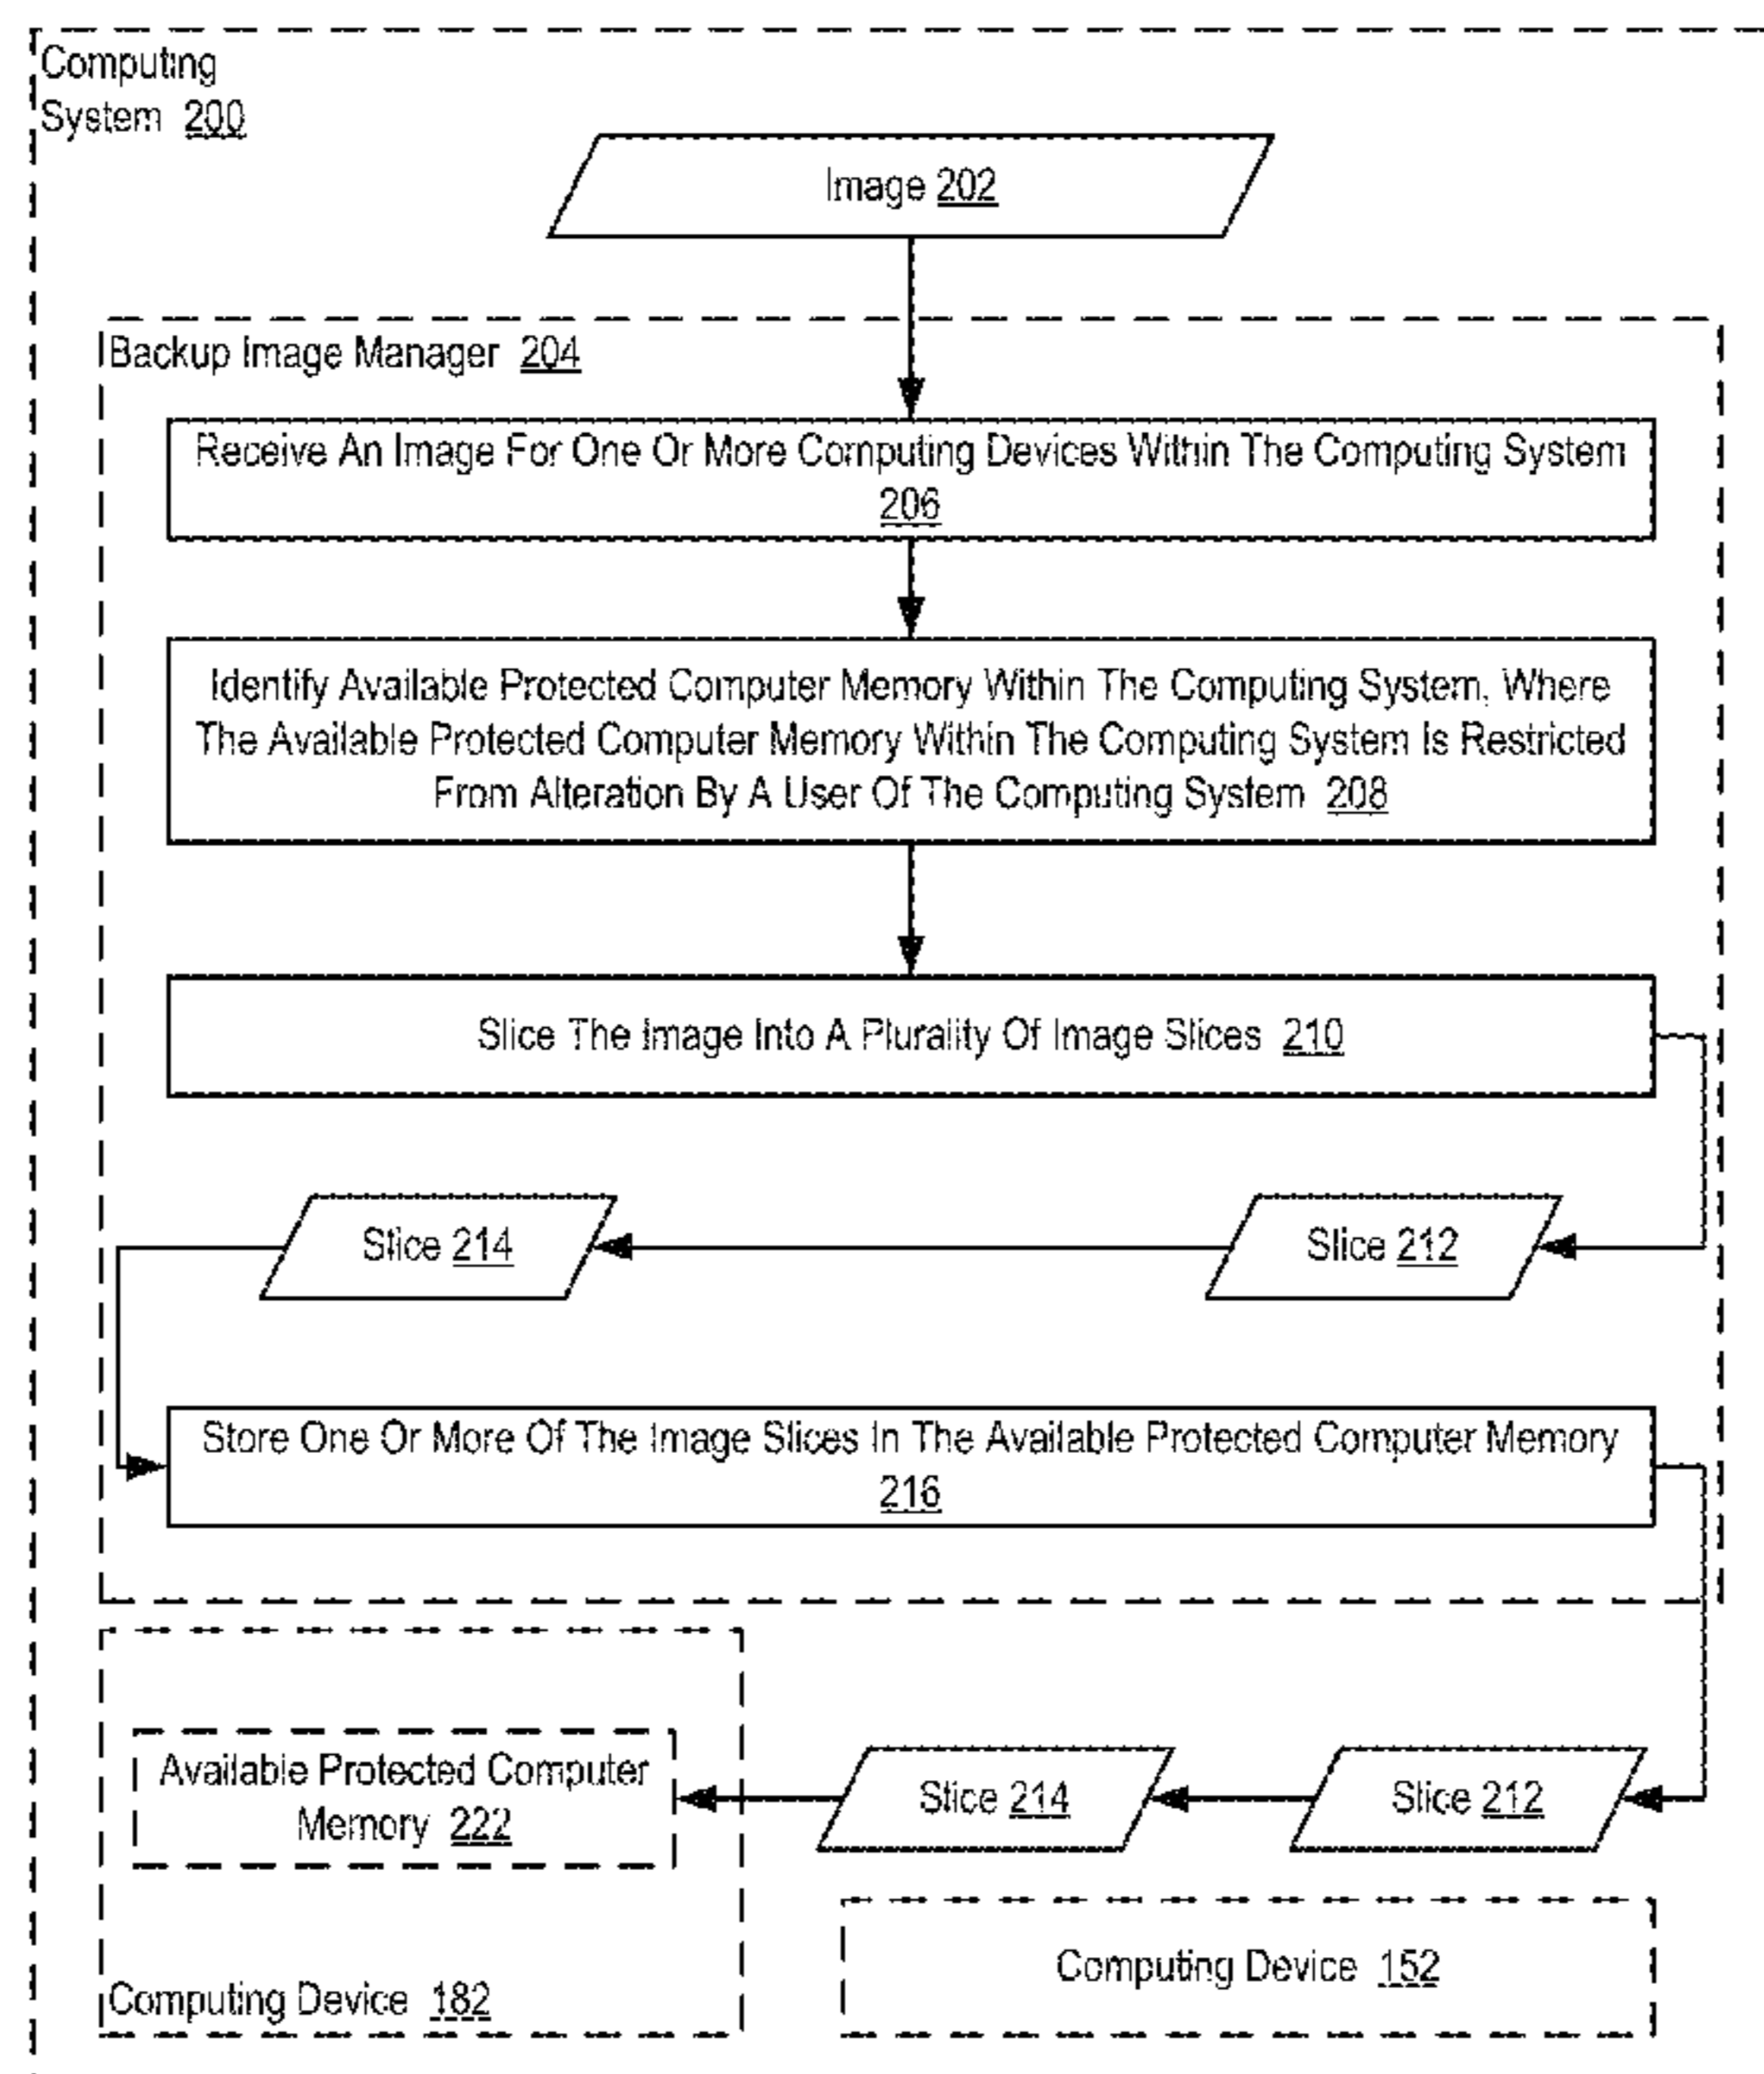 Computing
System 200
Image 202
Backup Image Manager 204
Receive An Image For One Or More Computing Devices Within The Computing System
206
Identify Available Protected Computer Memory Within The Computing System, Where
The Available Protected Computer Memory Within The Computing System Is Restricted
From Alteration By A User Of The Computing System 208
Slice The Image Into A Plurality Of Image Slices 210
Slice 214
Slice 212
Store One Or More Of The Image Slices In The Available Protected Computer Memory
216
Available Protected Computer
Memory 222
Slice 214
Slice 212
Computing Device 152
Computing Device 182